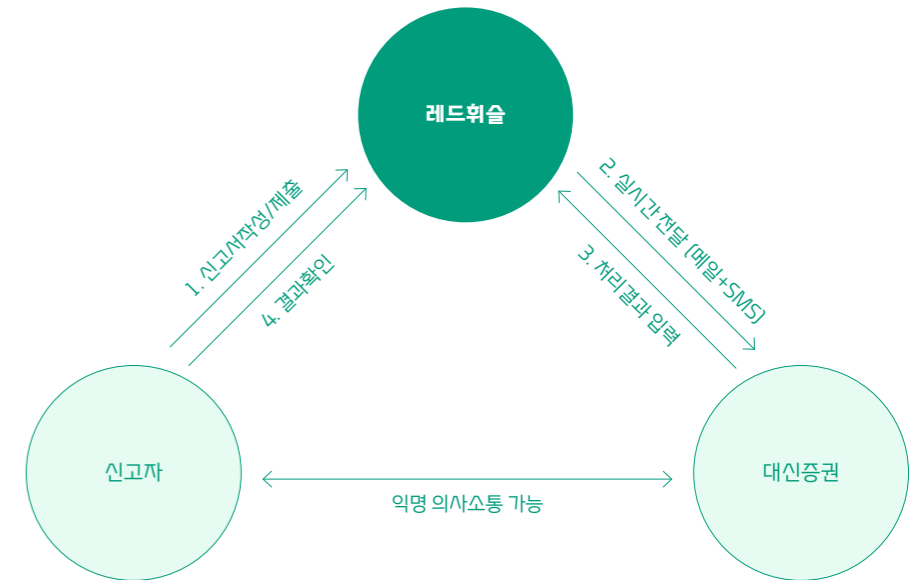 레드휘슬
1. 신고서작성/제출
4. 결과확인
2. 실시간 전달 (메일+SMS)
3. 처리결과 입력
신고자
익명 의사소통 가능
대신증권